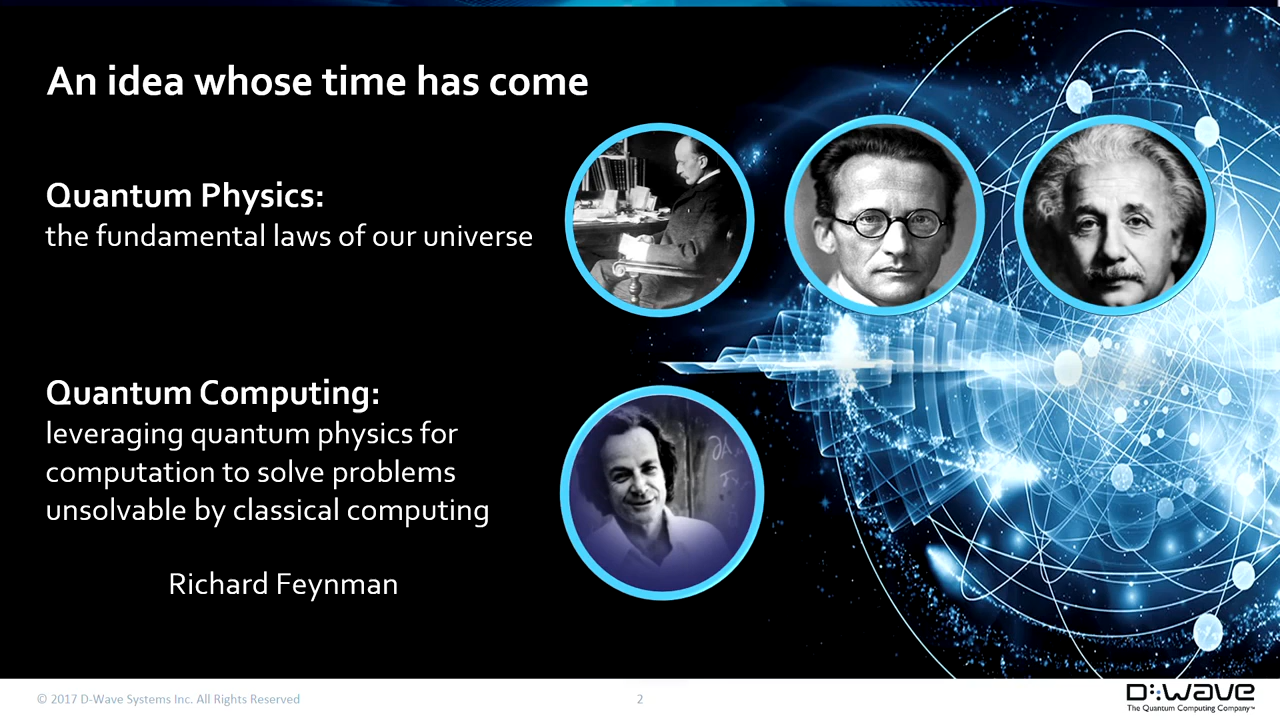 An idea whose time has come
Quantum Physics:
the fundamental laws of our universe
Quantum Computing:
leveraging quantum physics for
computation to solve problems
unsolvable by classical computing
Richard Feynman
© 2017 D-Wave Systems Inc. All Rights Reserved
2
D:wave
The Quantum Computing Company™